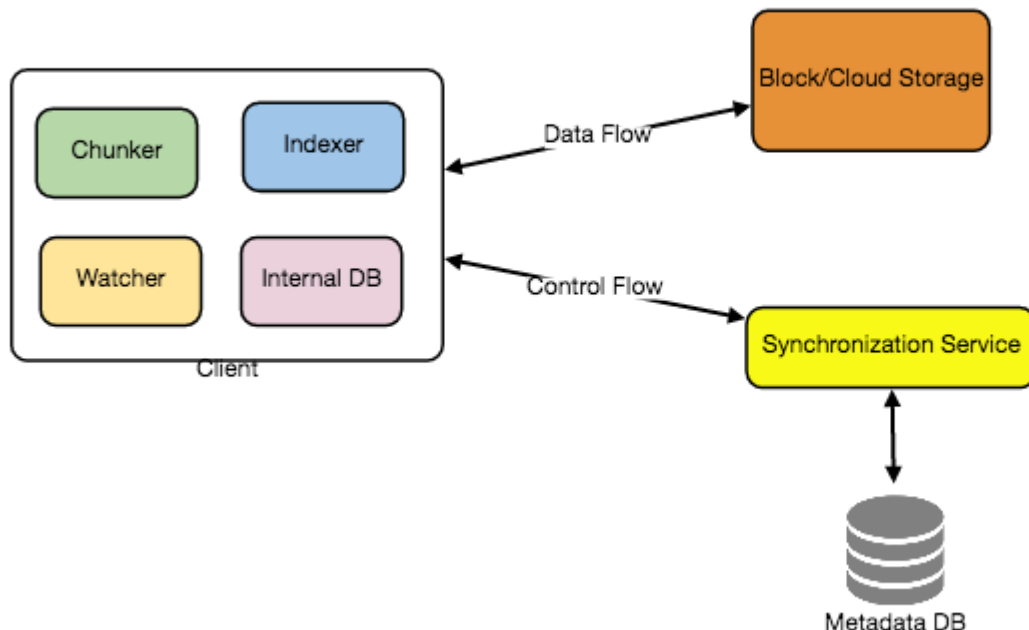 Block/Cloud Storage
Chunker
Indexer
Data Flow
Watcher
Internal DB
Control Flow
Client
Synchronization Service
Metadata DB